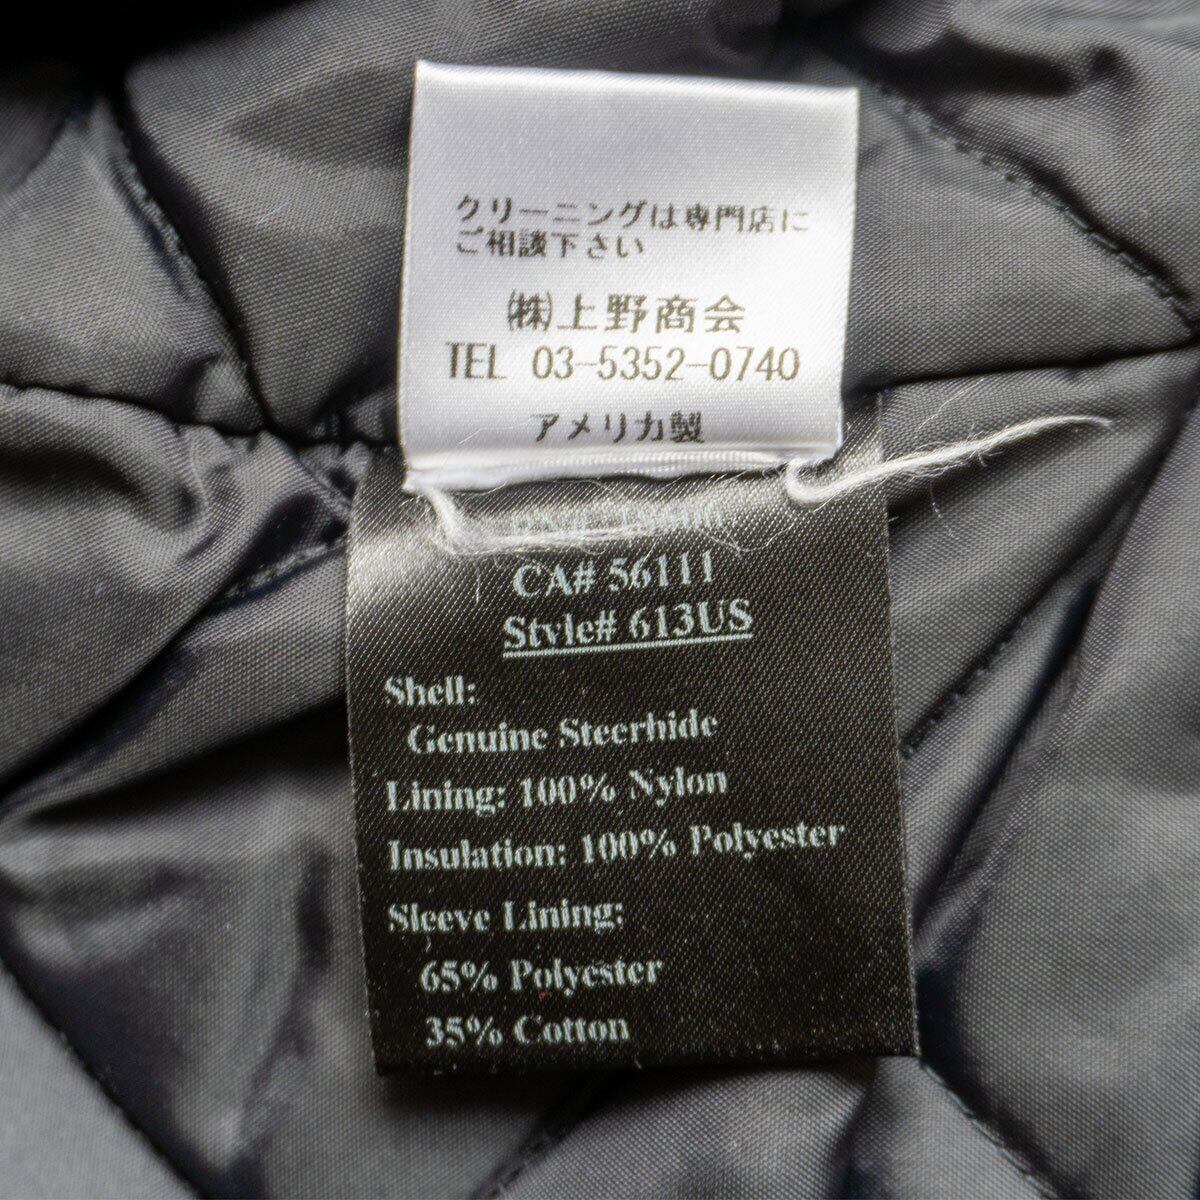 クリーニングは専門店に
ご相談下さい
㈱上野商会
TEL 03-5352-0740
アメリカ製
CA# 56111
Style# 613US
Shell:
Genuine Steerhide
Lining: 100% Nylon
Insulation: 100% Polyester
Sleeve Lining:
65% Polyester
35% Cotton